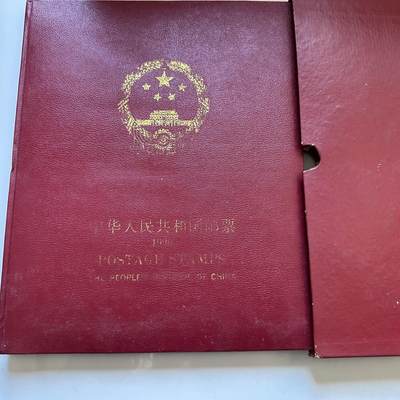 中华人民共和国邮票
POSTAGE STAMPS
THE PEOPLE'S REPUBLIC OF CHINA